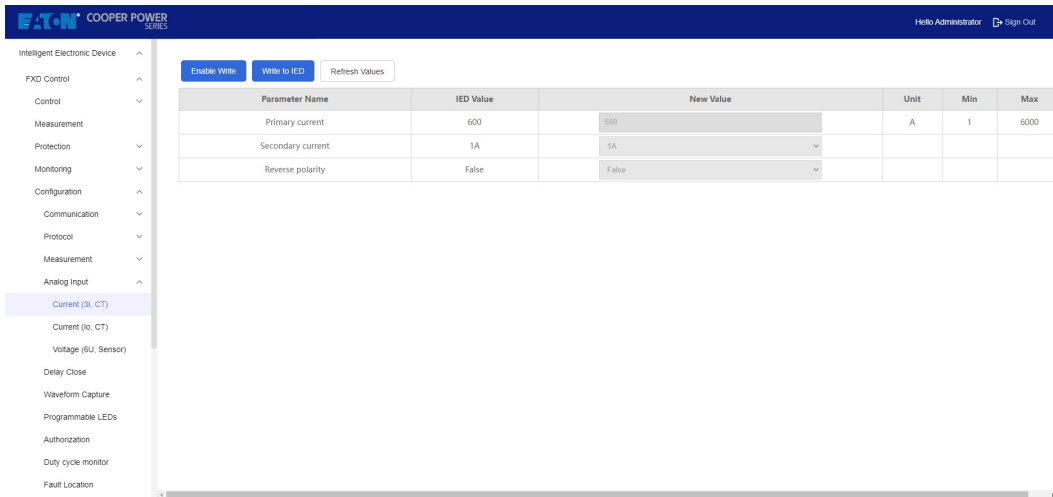 EATON COOPER POWER
SERIES
Hello Administrator Sign Out
Intelligent Electronic Device
FXD Control
Control
Measurement
Protection
Monitoring
Configuration
Communication
Protocol
Measurement
Analog Input
Current (3I, CT)
Current (Io, CT)
Voltage (6U, Sensor)
Delay Close
Waveform Capture
Programmable LEDs
Authorization
Duty cycle monitor
Fault Location
Enable Write Write to IED Refresh Values
Parameter Name IED Value New Value Unit Min Max
Primary current 600 600 A 1 6000
Secondary current 1A 1A
Reverse polarity False False